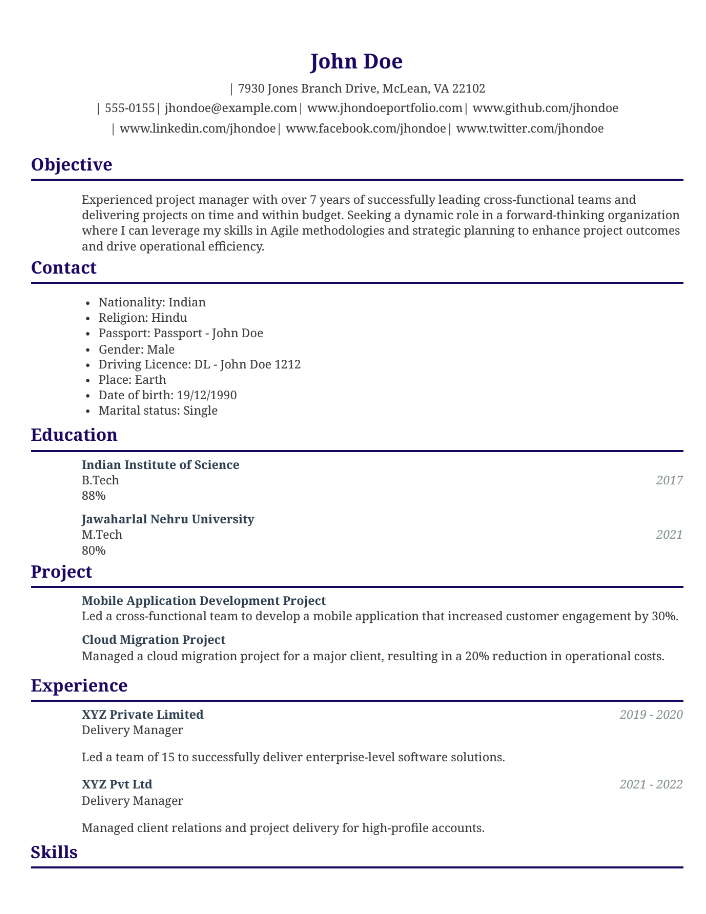 John Doe
| 7930 Jones Branch Drive, McLean, VA 22102
| 555-0155| jhondoe@example.com| www.jhondoeportfolio.com| www.github.com/jhondoe
| www.linkedin.com/jhondoe| www.facebook.com/jhondoe| www.twitter.com/jhondoe
Objective
Experienced project manager with over 7 years of successfully leading cross-functional teams and
delivering projects on time and within budget. Seeking a dynamic role in a forward-thinking organization
where I can leverage my skills in Agile methodologies and strategic planning to enhance project outcomes
and drive operational efficiency.
Contact
• Nationality: Indian
• Religion: Hindu
• Passport: Passport - John Doe
• Gender: Male
• Driving Licence: DL - John Doe 1212
• Place: Earth
• Date of birth: 19/12/1990
• Marital status: Single
Education
Indian Institute of Science
B.Tech 2017
88%
Jawaharlal Nehru University
M.Tech 2021
80%
Project
Mobile Application Development Project
Led a cross-functional team to develop a mobile application that increased customer engagement by 30%.
Cloud Migration Project
Managed a cloud migration project for a major client, resulting in a 20% reduction in operational costs.
Experience
XYZ Private Limited 2019 - 2020
Delivery Manager
Led a team of 15 to successfully deliver enterprise-level software solutions.
XYZ Pvt Ltd 2021 - 2022
Delivery Manager
Managed client relations and project delivery for high-profile accounts.
Skills